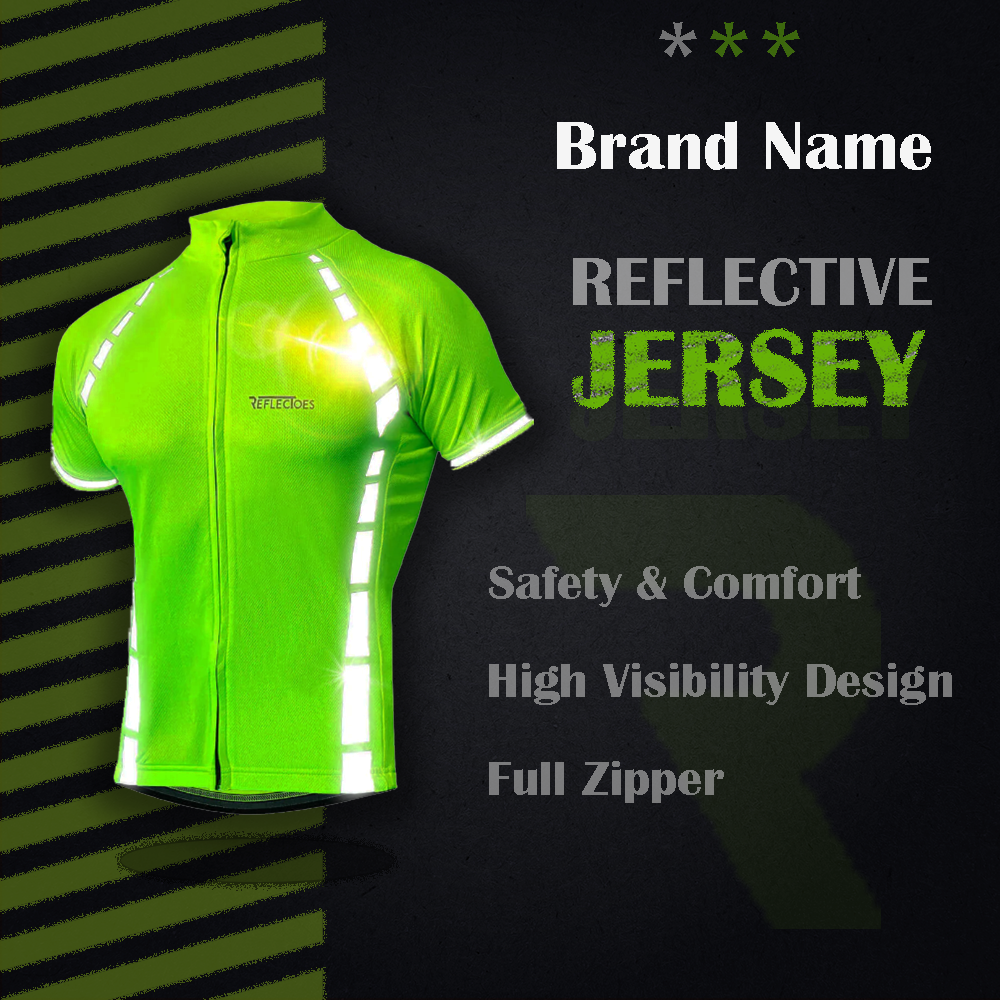 * * *
Brand Name
REFLECTIVE
JERSEY
REFLECTOES
Safety & Comfort
High Visibility Design
Full Zipper